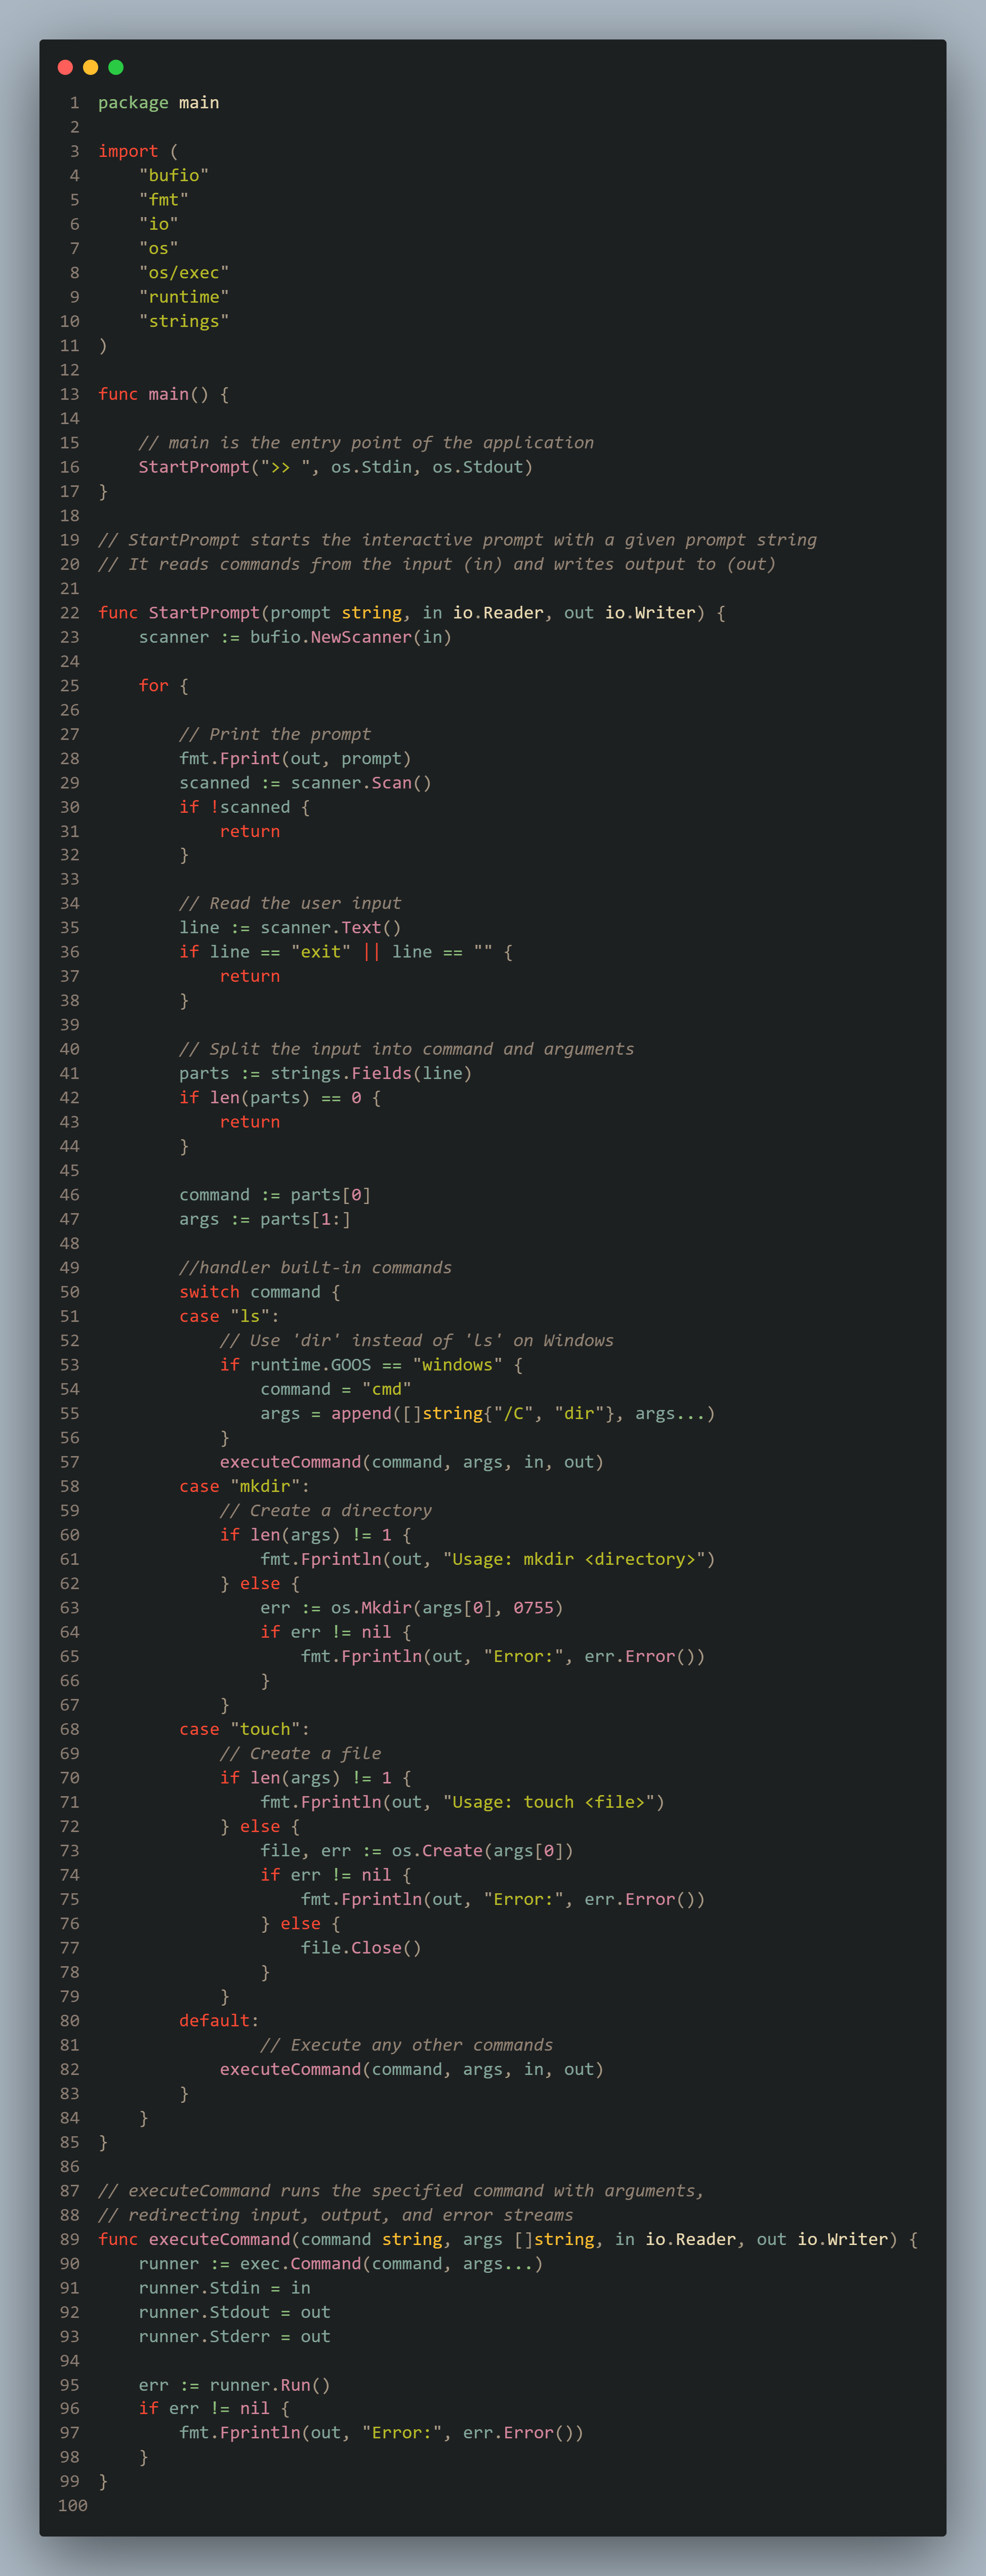 1 package main
2
3 import (
4     "bufio"
5     "fmt"
6     "io"
7     "os"
8     "os/exec"
9     "runtime"
10     "strings"
11 )
12
13 func main() {
14
15     // main is the entry point of the application
16     StartPrompt(">> ", os.Stdin, os.Stdout)
17 }
18
19 // StartPrompt starts the interactive prompt with a given prompt string
20 // It reads commands from the input (in) and writes output to (out)
21
22 func StartPrompt(prompt string, in io.Reader, out io.Writer) {
23     scanner := bufio.NewScanner(in)
24
25     for {
26
27         // Print the prompt
28         fmt.Fprint(out, prompt)
29         scanned := scanner.Scan()
30         if !scanned {
31             return
32         }
33
34         // Read the user input
35         line := scanner.Text()
36         if line == "exit" || line == "" {
37             return
38         }
39
40         // Split the input into command and arguments
41         parts := strings.Fields(line)
42         if len(parts) == 0 {
43             return
44         }
45
46         command := parts[0]
47         args := parts[1:]
48
49         //handler built-in commands
50         switch command {
51         case "ls":
52             // Use 'dir' instead of 'ls' on Windows
53             if runtime.GOOS == "windows" {
54                 command = "cmd"
55                 args = append([]string{"/C", "dir"}, args...)
56             }
57             executeCommand(command, args, in, out)
58         case "mkdir":
59             // Create a directory
60             if len(args) != 1 {
61                 fmt.Fprintln(out, "Usage: mkdir <directory>")
62             } else {
63                 err := os.Mkdir(args[0], 0755)
64                 if err != nil {
65                     fmt.Fprintln(out, "Error:", err.Error())
66                 }
67             }
68         case "touch":
69             // Create a file
70             if len(args) != 1 {
71                 fmt.Fprintln(out, "Usage: touch <file>")
72             } else {
73                 file, err := os.Create(args[0])
74                 if err != nil {
75                     fmt.Fprintln(out, "Error:", err.Error())
76                 } else {
77                     file.Close()
78                 }
79             }
80         default:
81                 // Execute any other commands
82             executeCommand(command, args, in, out)
83         }
84     }
85 }
86
87 // executeCommand runs the specified command with arguments,
88 // redirecting input, output, and error streams
89 func executeCommand(command string, args []string, in io.Reader, out io.Writer) {
90     runner := exec.Command(command, args...)
91     runner.Stdin = in
92     runner.Stdout = out
93     runner.Stderr = out
94
95     err := runner.Run()
96     if err != nil {
97         fmt.Fprintln(out, "Error:", err.Error())
98     }
99 }
100